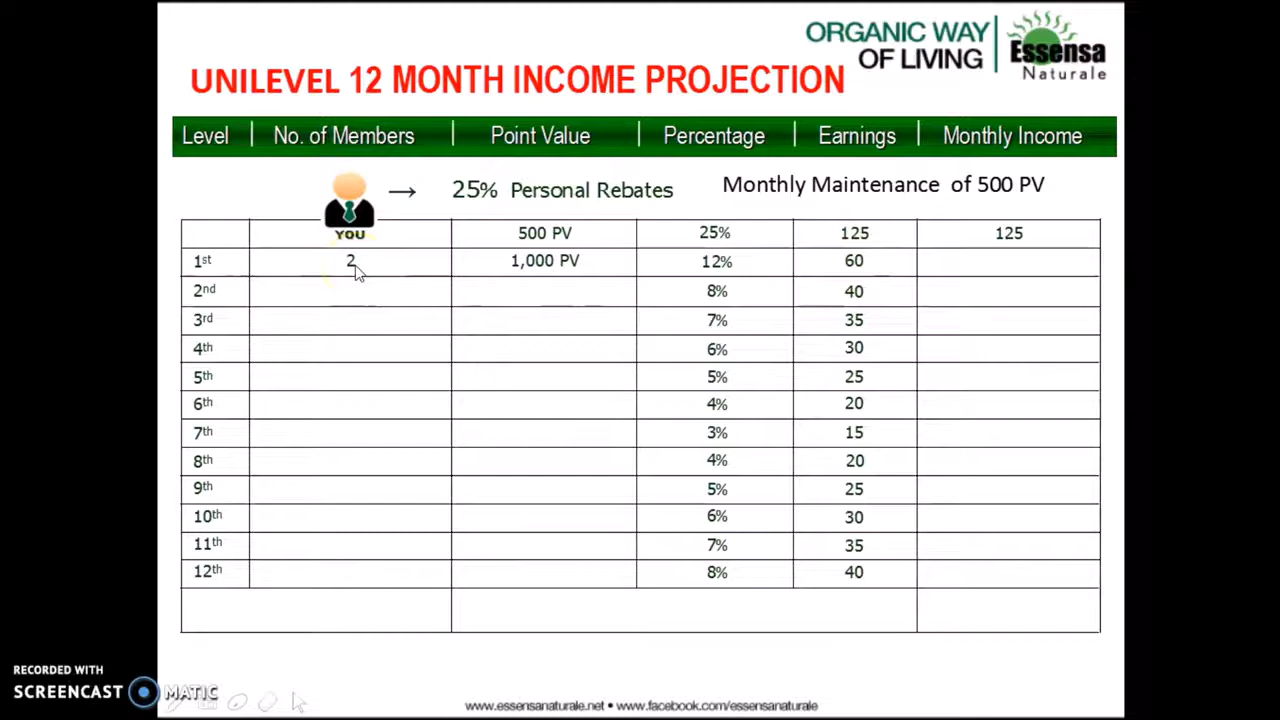 ORGANIC WAY
OF LIVING
Essensa
Naturale
UNILEVEL 12 MONTH INCOME PROJECTION
Level No. of Members Point Value Percentage Earnings Monthly Income
→ 25% Personal Rebates Monthly Maintenance of 500 PV
YOU 500 PV 25% 125 125
1st 2 1,000 PV 12% 60
2nd 8% 40
3rd 7% 35
4th 6% 30
5th 5% 25
6th 4% 20
7th 3% 15
8th 4% 20
9th 5% 25
10th 6% 30
11th 7% 35
12th 8% 40
RECORDED WITH
SCREENCAST MATIC
www.essensanaturale.net • www.facebook.com/essensanaturale